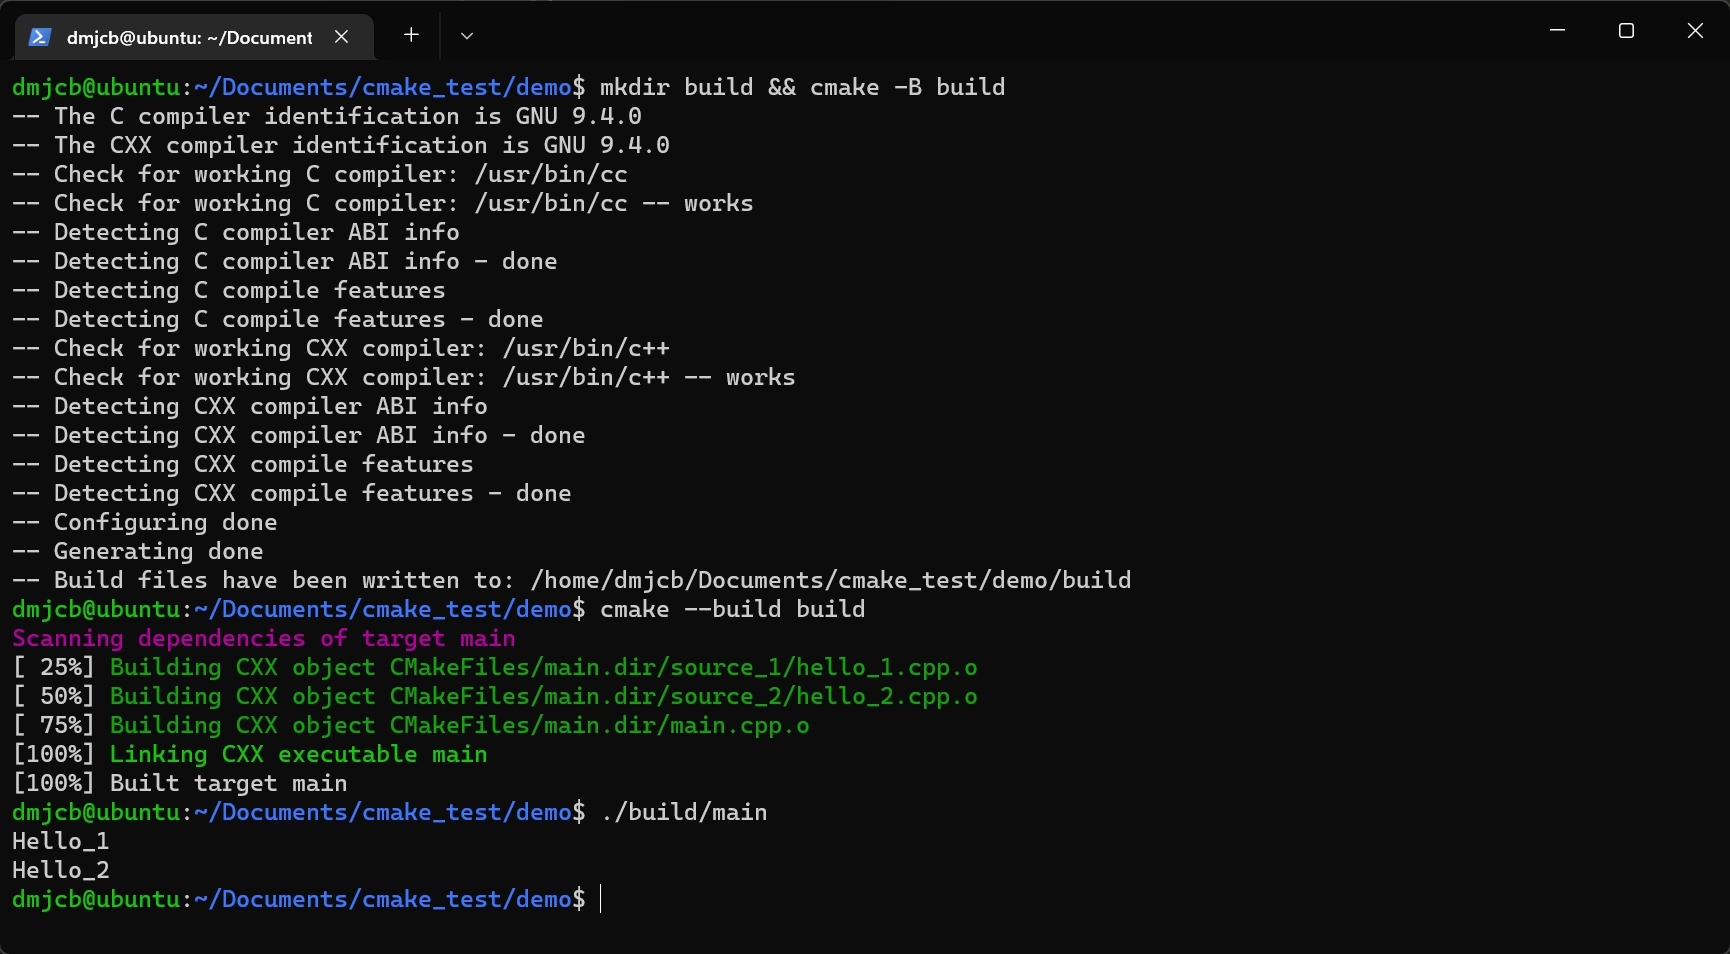 dmjcb@ubuntu: ~/Document
dmjcb@ubuntu:~/Documents/cmake_test/demo$ mkdir build && cmake -B build
-- The C compiler identification is GNU 9.4.0
-- The CXX compiler identification is GNU 9.4.0
-- Check for working C compiler: /usr/bin/cc
-- Check for working C compiler: /usr/bin/cc -- works
-- Detecting C compiler ABI info
-- Detecting C compiler ABI info - done
-- Detecting C compile features
-- Detecting C compile features - done
-- Check for working CXX compiler: /usr/bin/c++
-- Check for working CXX compiler: /usr/bin/c++ -- works
-- Detecting CXX compiler ABI info
-- Detecting CXX compiler ABI info - done
-- Detecting CXX compile features
-- Detecting CXX compile features - done
-- Configuring done
-- Generating done
-- Build files have been written to: /home/dmjcb/Documents/cmake_test/demo/build
dmjcb@ubuntu:~/Documents/cmake_test/demo$ cmake --build build
Scanning dependencies of target main
[ 25%] Building CXX object CMakeFiles/main.dir/source_1/hello_1.cpp.o
[ 50%] Building CXX object CMakeFiles/main.dir/source_2/hello_2.cpp.o
[ 75%] Building CXX object CMakeFiles/main.dir/main.cpp.o
[100%] Linking CXX executable main
[100%] Built target main
dmjcb@ubuntu:~/Documents/cmake_test/demo$ ./build/main
Hello_1
Hello_2
dmjcb@ubuntu:~/Documents/cmake_test/demo$